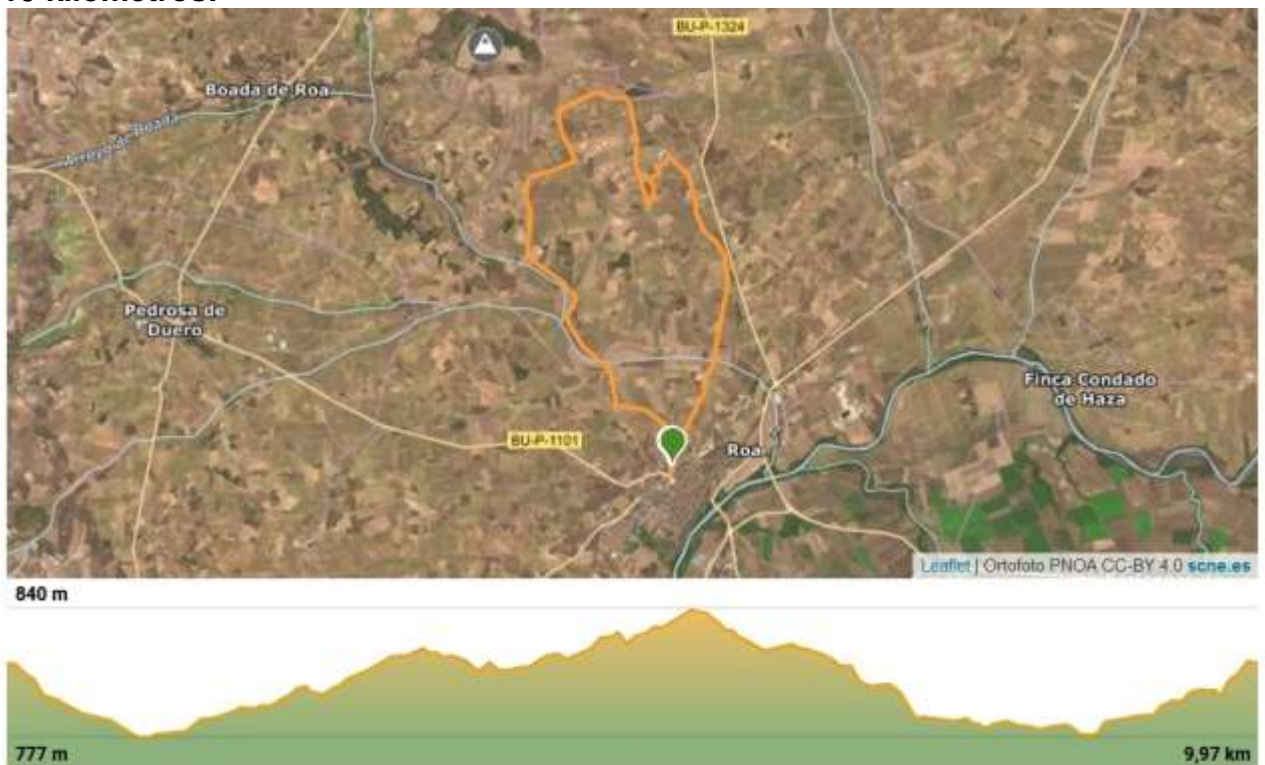 BU-P-1324
Boada de Roa
Arroyo de Boada
Pedrosa de
Duero
Finca Condado
de Haza
BU-P-1101
Roa
Leaflet | Ortofoto PNOA CC-BY 4.0 scne.es
840 m
777 m
9,97 km